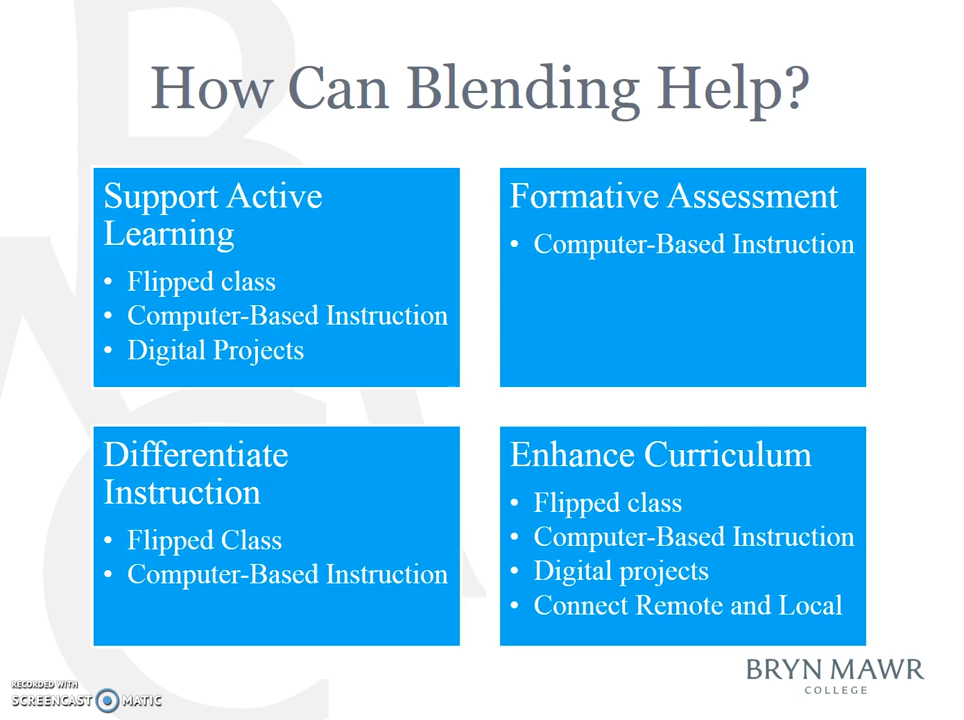 How Can Blending Help?
Support Active
Learning
• Flipped class
• Computer-Based Instruction
• Digital Projects
Formative Assessment
• Computer-Based Instruction
Differentiate
Instruction
• Flipped Class
• Computer-Based Instruction
Enhance Curriculum
• Flipped class
• Computer-Based Instruction
• Digital projects
• Connect Remote and Local
RECORDED WITH
SCREENCAST MATIC
BRYN MAWR
COLLEGE